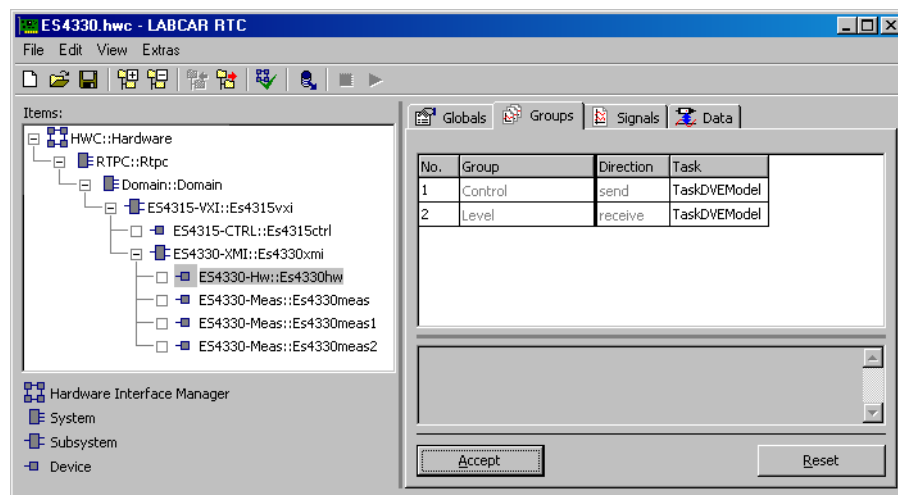 ES4330.hwc - LABCAR RTC
File Edit View Extras
Items:
HWC::Hardware
RTPC::Rtpc
Domain::Domain
ES4315-VXI::Es4315vxi
ES4315-CTRL::Es4315ctrl
ES4330-XMI::Es4330xmi
ES4330-Hw::Es4330hw
ES4330-Meas::Es4330meas
ES4330-Meas::Es4330meas1
ES4330-Meas::Es4330meas2
Hardware Interface Manager
System
Subsystem
Device
Globals Groups Signals Data
No. Group Direction Task
1 Control send TaskDVEModel
2 Level receive TaskDVEModel
Accept Reset